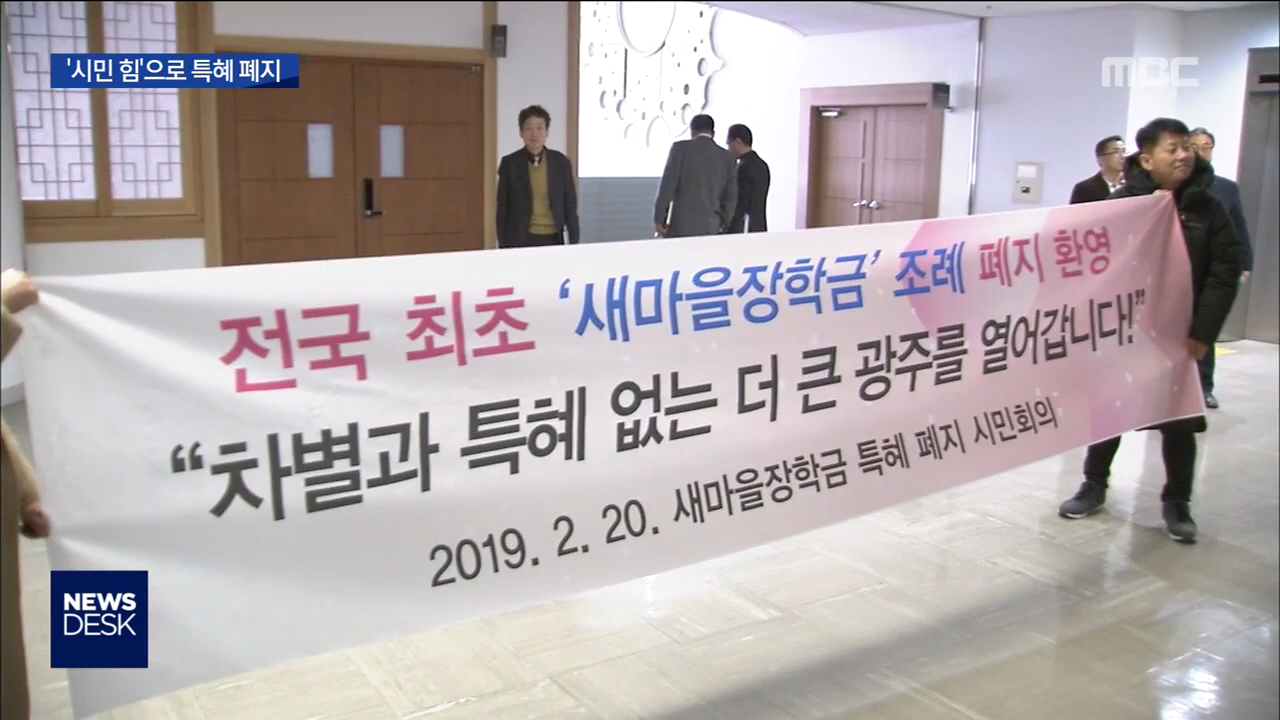 '시민 힘'으로 특혜 폐지
MBC
전국 최초 ‘새마을장학금’ 조례 폐지 환영
“차별과 특혜 없는 더 큰 광주를 열어갑니다!”
2019. 2. 20. 새마을장학금 특혜 폐지 시민회의
NEWS
DESK